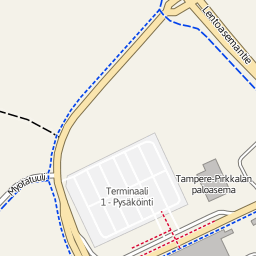 Lentoasemantie
Myötätuuli
Terminaali
1 - Pysäköinti
Tampere-Pirkkalan
paloasema